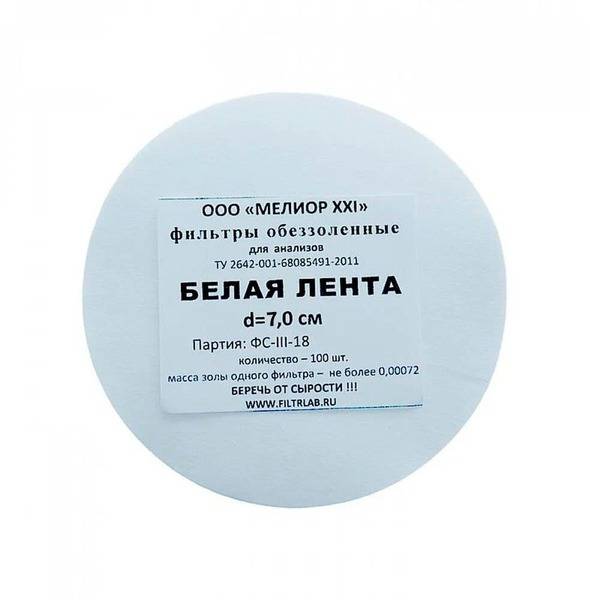 ООО «МЕЛИОР XXI»
фильтры обеззоленные
для анализов
ТУ 2642-001-68085491-2011
БЕЛАЯ ЛЕНТА
d=7,0 см
Партия: ФС-III-18
количество – 100 шт.
масса золы одного фильтра – не более 0,00072
БЕРЕЧЬ ОТ СЫРОСТИ !!!
WWW.FILTRLAB.RU